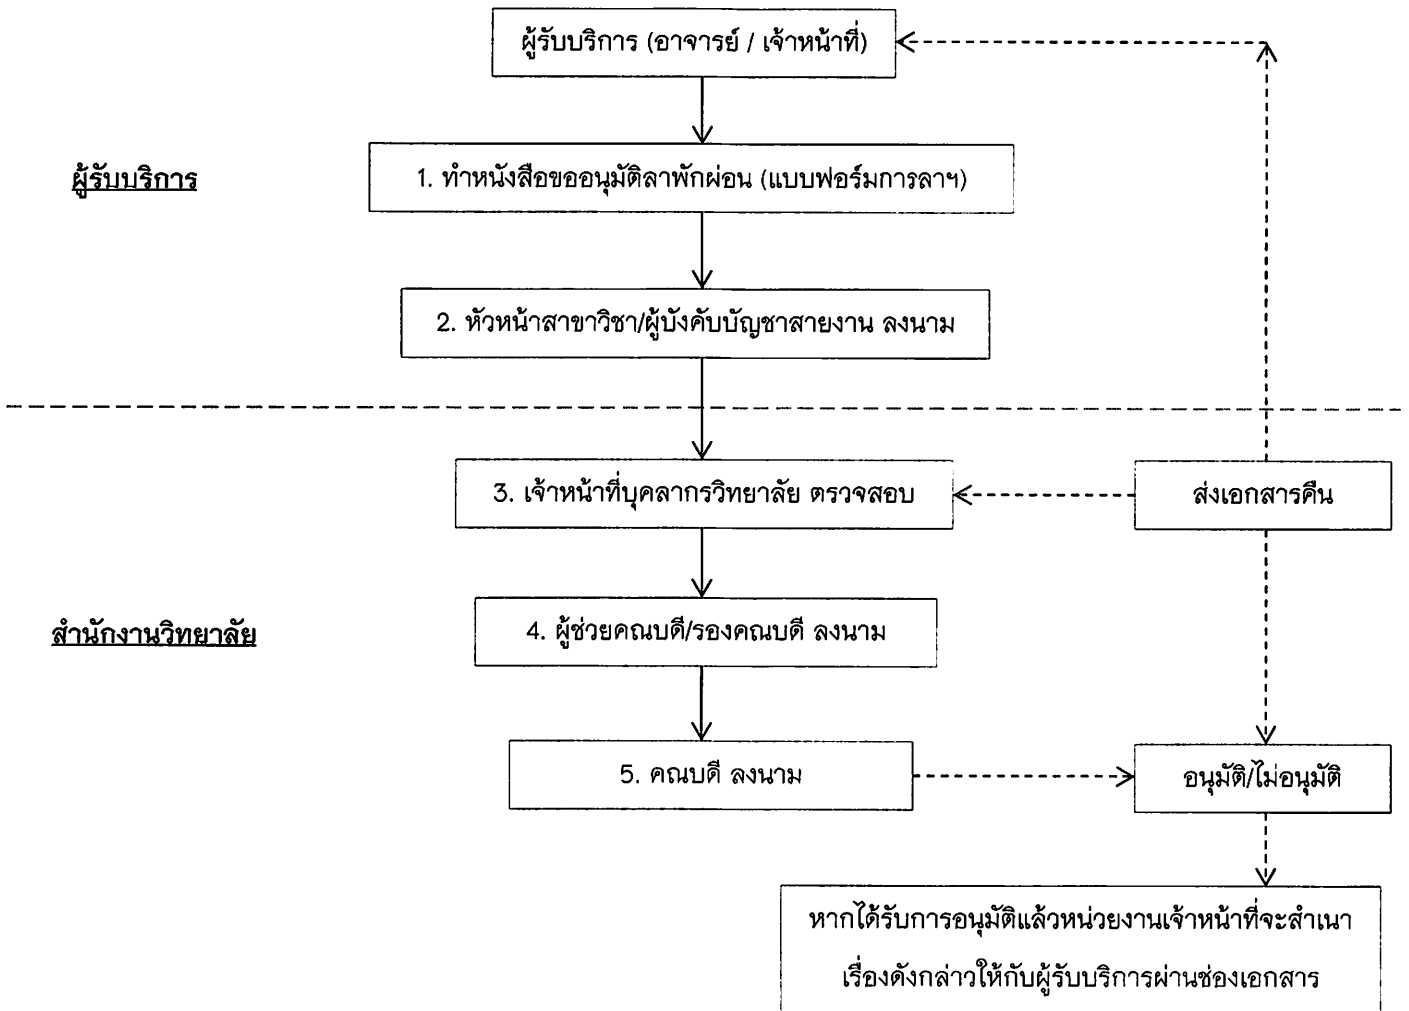 ผู้รับบริการ (อาจารย์ / เจ้าหน้าที่)
ผู้รับบริการ
1. ทำหนังสือขออนุมัติลาพักผ่อน (แบบฟอร์มการลาฯ)
2. หัวหน้าสาขาวิชา/ผู้บังคับบัญชาสายงาน ลงนาม
3. เจ้าหน้าที่บุคลากรวิทยาลัย ตรวจสอบ
ส่งเอกสารคืน
สำนักงานวิทยาลัย
4. ผู้ช่วยคณบดี/รองคณบดี ลงนาม
5. คณบดี ลงนาม
อนุมัติ/ไม่อนุมัติ
หากได้รับการอนุมัติแล้วหน่วยงานเจ้าหน้าที่จะสำเนา
เรื่องดังกล่าวให้กับผู้รับบริการผ่านช่องเอกสาร